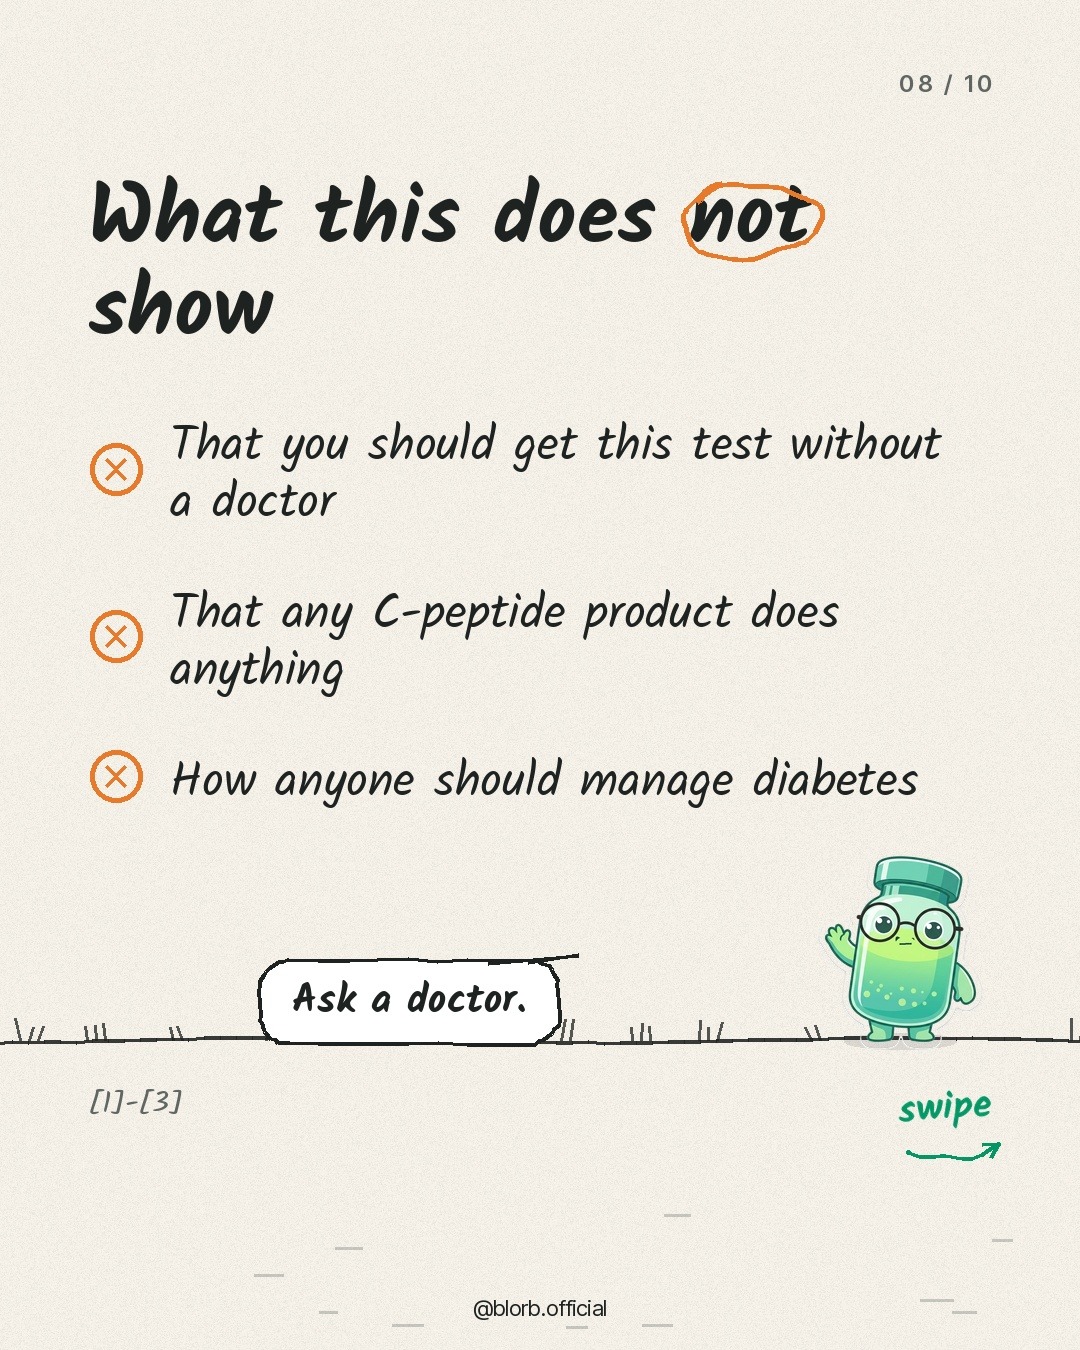 08 / 10
What this does not
show
That you should get this test without
a doctor
That any C-peptide product does
anything
How anyone should manage diabetes
Ask a doctor.
[1]-[3]
swipe
@blorb.official